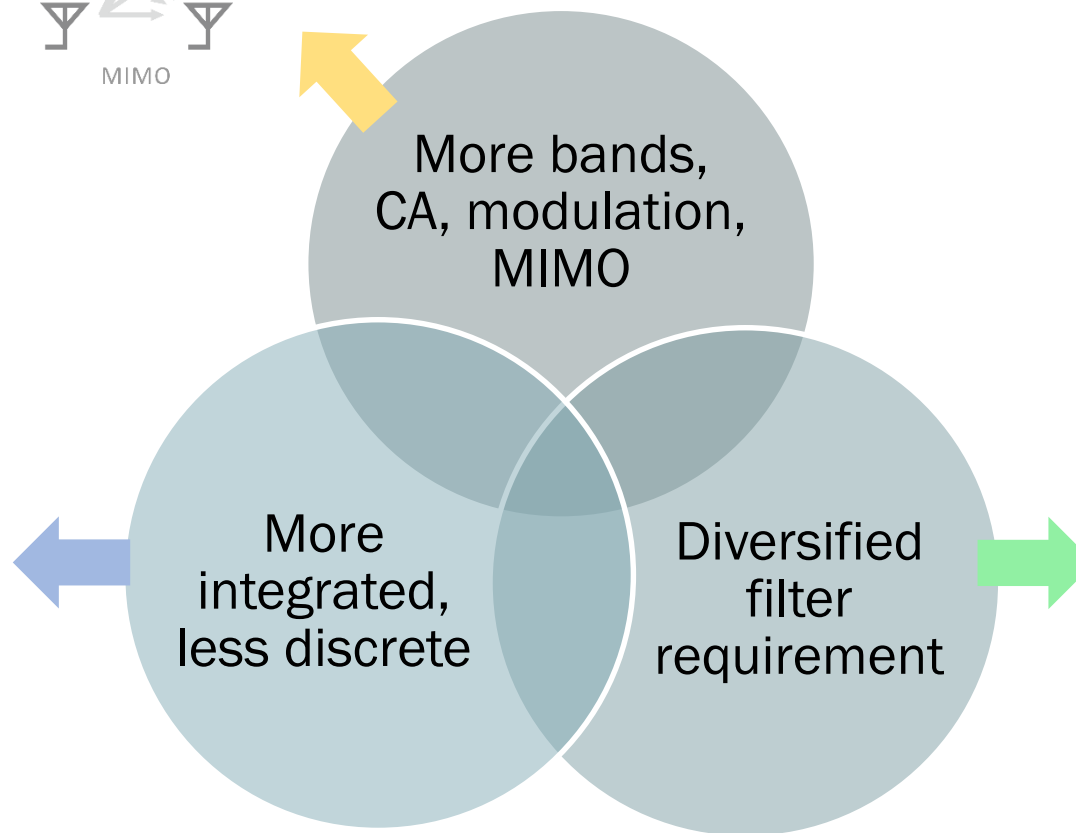 MIMO
More bands,
CA, modulation,
MIMO
More
integrated,
less discrete
Diversified
filter
requirement